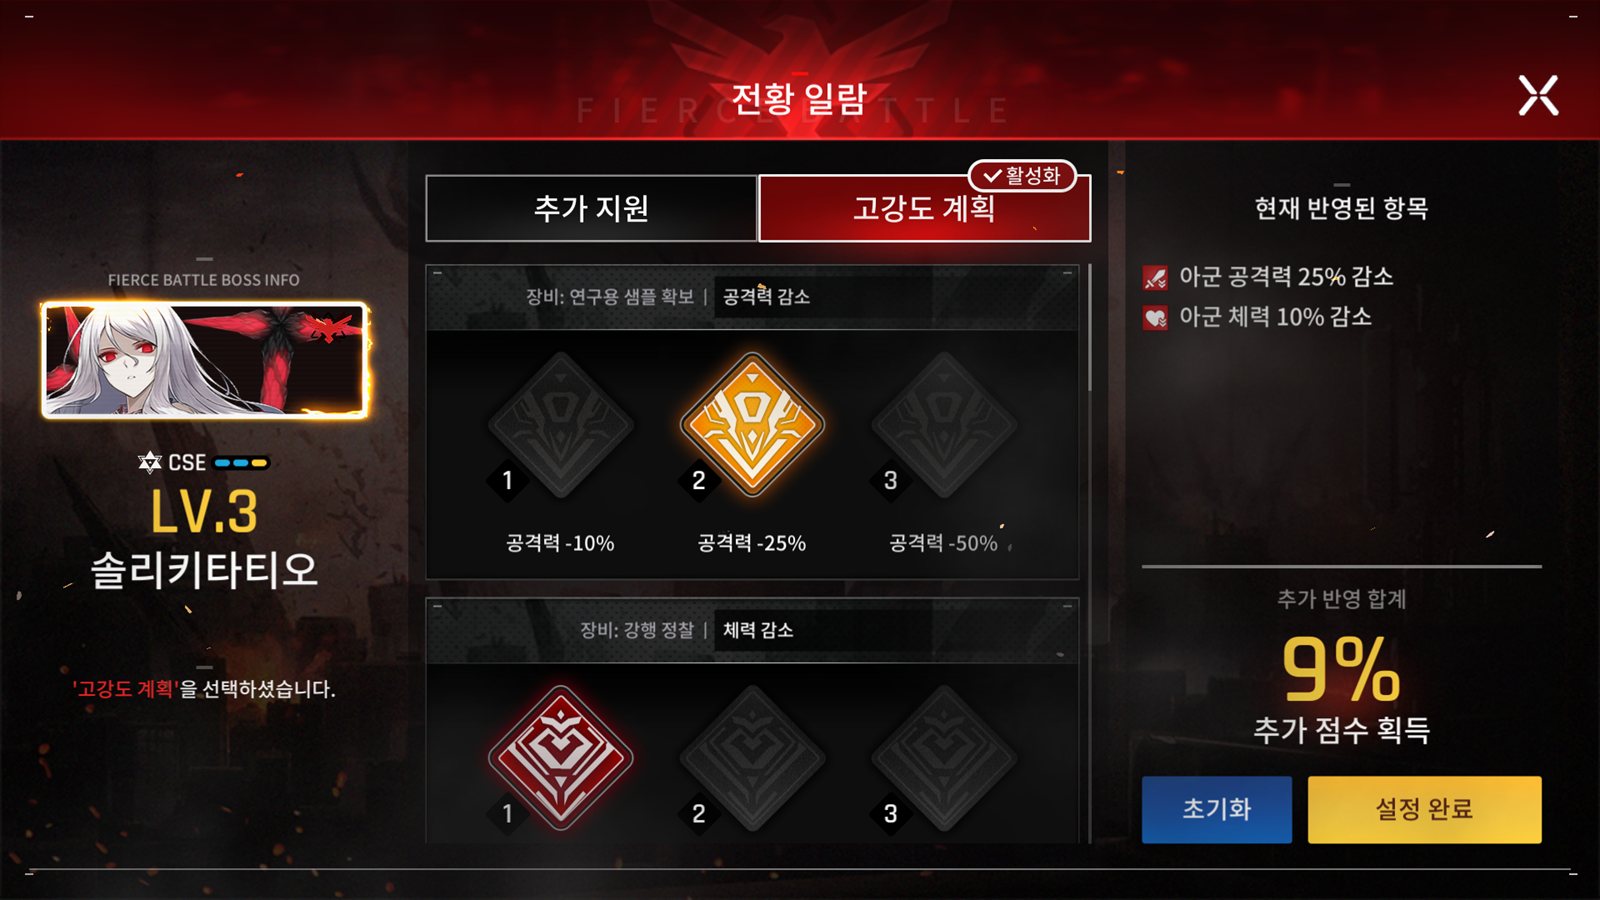 FIERCE BATTLE
전황 일람
추가 지원
고강도 계획
활성화
FIERCE BATTLE BOSS INFO
CSE
LV.3
솔리키타티오
'고강도 계획'을 선택하셨습니다.
장비: 연구용 샘플 확보 | 공격력 감소
1
2
3
공격력 -10%
공격력 -25%
공격력 -50%
장비: 강행 정찰 | 체력 감소
1
2
3
현재 반영된 항목
아군 공격력 25% 감소
아군 체력 10% 감소
추가 반영 합계
9%
추가 점수 획득
초기화
설정 완료